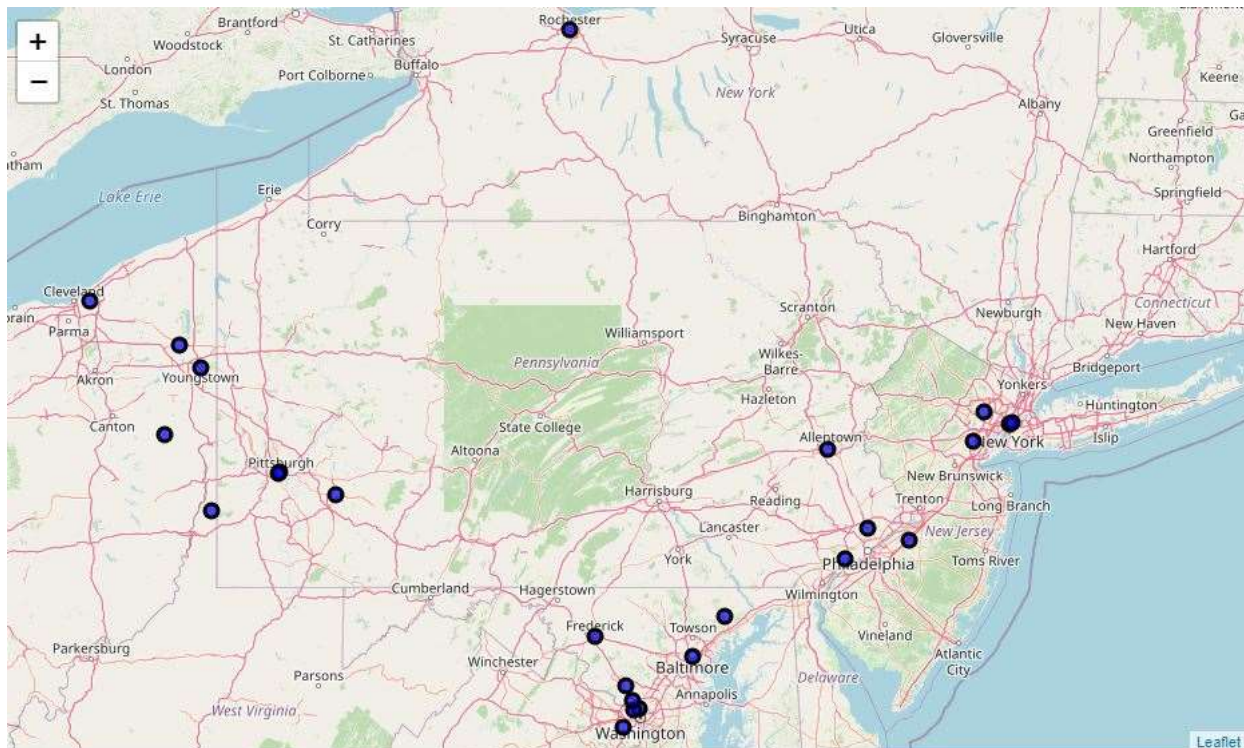 +
−
Brantford
Woodstock
London
St. Thomas
St. Catharines
Port Colborne
Buffalo
Rochester
Syracuse
Utica
Gloversville
Keene
New York
Albany
Greenfield
Northampton
Springfield
Lake Erie
Erie
Corry
Binghamton
Hartford
Connecticut
New Haven
Bridgeport
Newburgh
Scranton
Wilkes-
Barre
Hazleton
Williamsport
Pennsylvania
Cleveland
Parma
Akron
Youngstown
Canton
State College
Altoona
Pittsburgh
Yonkers
Huntington
Islip
New York
Allentown
New Brunswick
Long Branch
Trenton
New Jersey
Toms River
Reading
Harrisburg
Lancaster
York
Philadelphia
Wilmington
Vineland
Atlantic
City
Cumberland
Hagerstown
Frederick
Towson
Baltimore
Annapolis
Delaware
Winchester
Parkersburg
Parsons
West Virginia
Washington
Leaflet